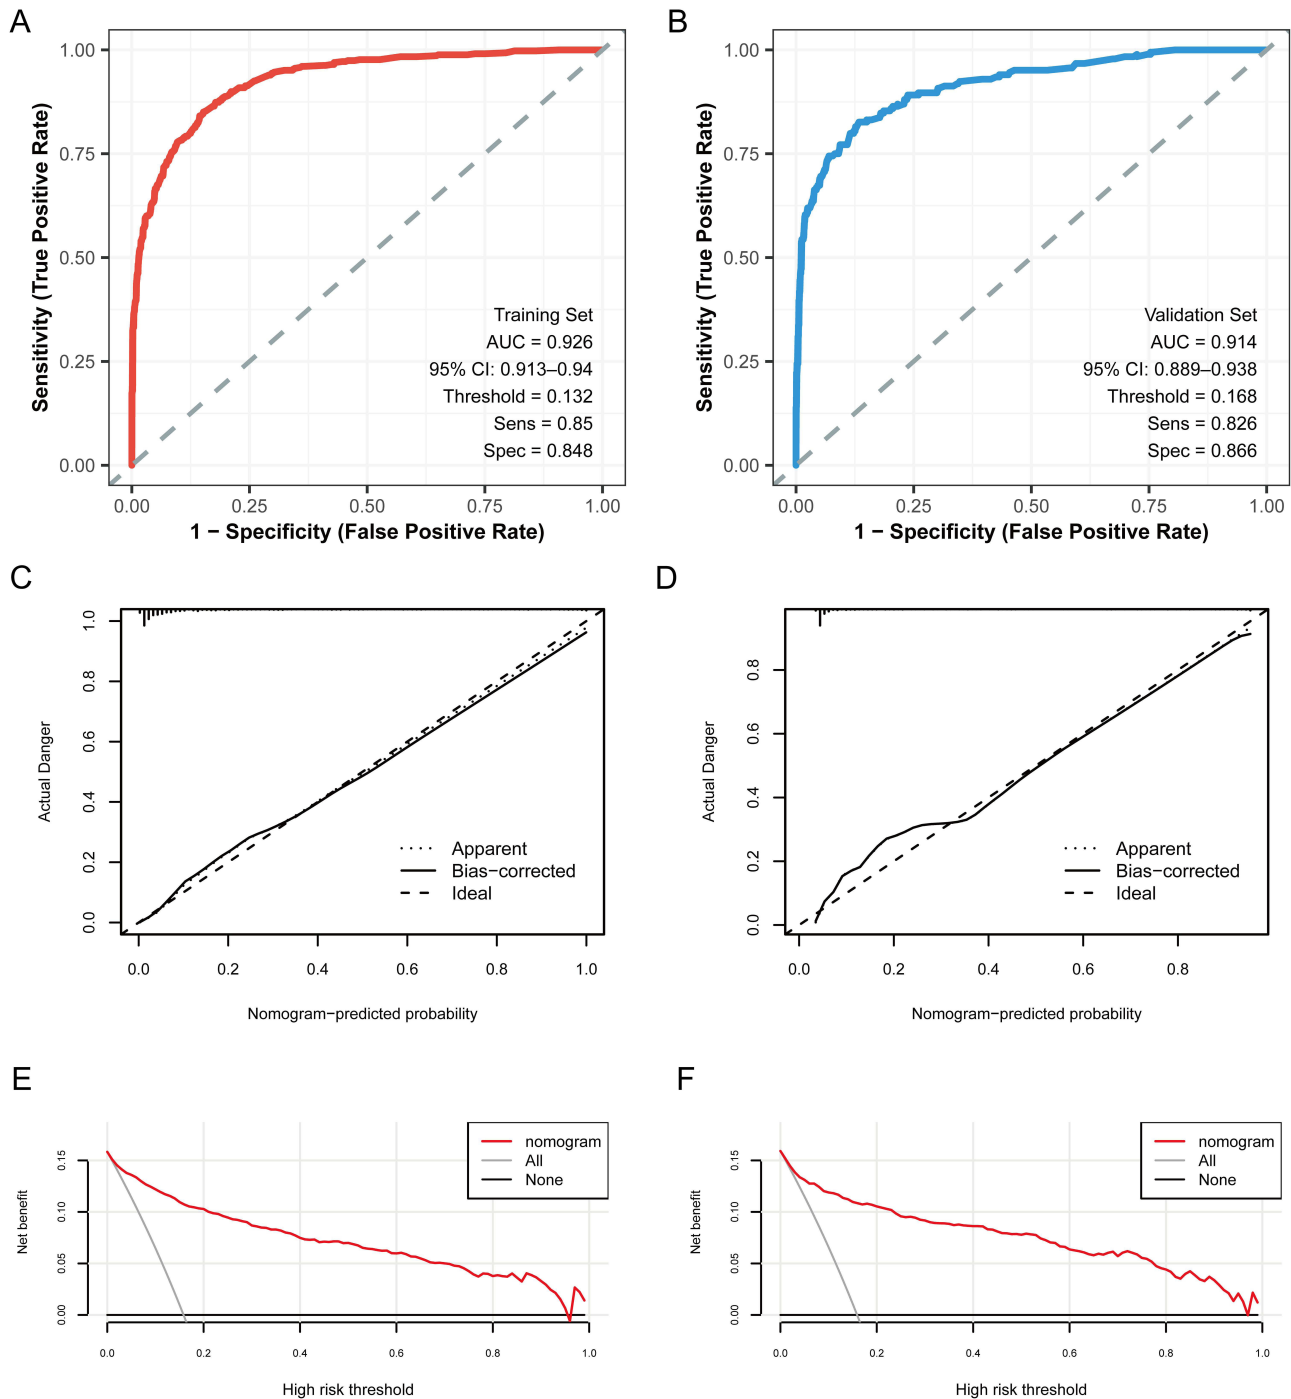 A
1.00
0.75
0.50
0.25
0.00
Sensitivity (True Positive Rate)
Training Set
AUC = 0.926
95% CI: 0.913–0.94
Threshold = 0.132
Sens = 0.85
Spec = 0.848
0.00 0.25 0.50 0.75 1.00
1 − Specificity (False Positive Rate)
B
1.00
0.75
0.50
0.25
0.00
Sensitivity (True Positive Rate)
Validation Set
AUC = 0.914
95% CI: 0.889–0.938
Threshold = 0.168
Sens = 0.826
Spec = 0.866
0.00 0.25 0.50 0.75 1.00
1 − Specificity (False Positive Rate)
C
1.0
0.8
0.6
0.4
0.2
0.0
Actual Danger
Apparent
Bias−corrected
Ideal
0.0 0.2 0.4 0.6 0.8 1.0
Nomogram−predicted probability
D
0.8
0.6
0.4
0.2
0.0
Actual Danger
Apparent
Bias−corrected
Ideal
0.0 0.2 0.4 0.6 0.8
Nomogram−predicted probability
E
nomogram
All
None
0.15
0.10
0.05
0.00
Net benefit
0.0 0.2 0.4 0.6 0.8 1.0
High risk threshold
F
nomogram
All
None
0.15
0.10
0.05
0.00
Net benefit
0.0 0.2 0.4 0.6 0.8 1.0
High risk threshold